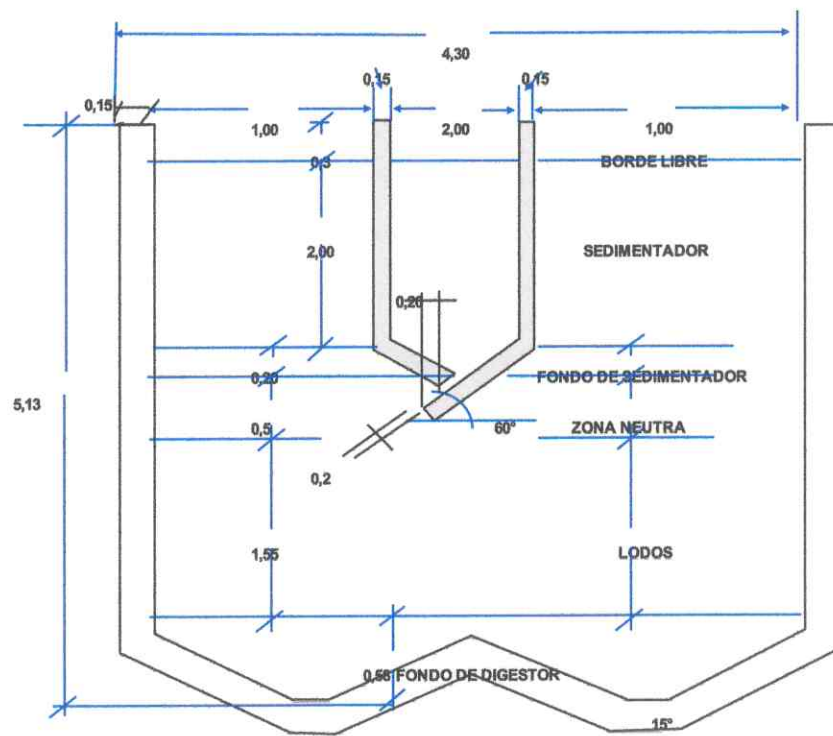 4,30
0,15 0,15
0,15
1,00 2,00 1,00
0,3 BORDE LIBRE
2,00 SEDIMENTADOR
0,20
0,20 FONDO DE SEDIMENTADOR
5,13
0,5 60° ZONA NEUTRA
0,2
1,55 LODOS
0,58 FONDO DE DIGESTOR
15°